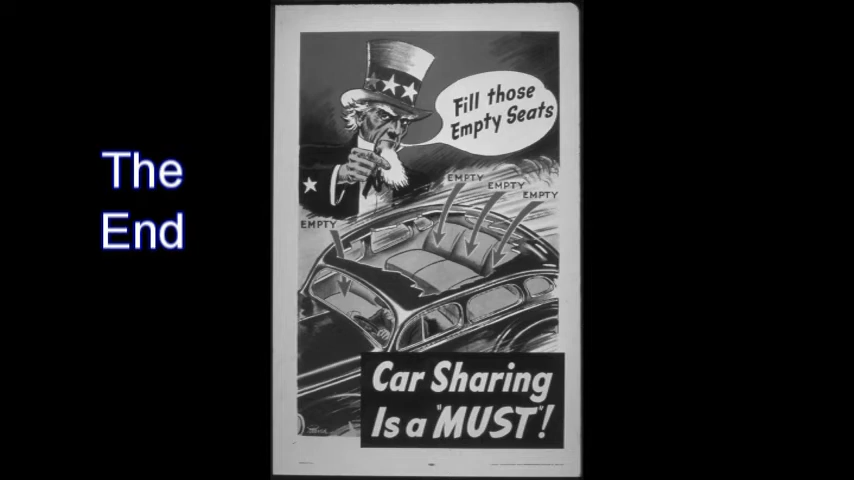 The
End
Fill those
Empty Seats
EMPTY
EMPTY
EMPTY
EMPTY
Car Sharing
Is a "MUST"!